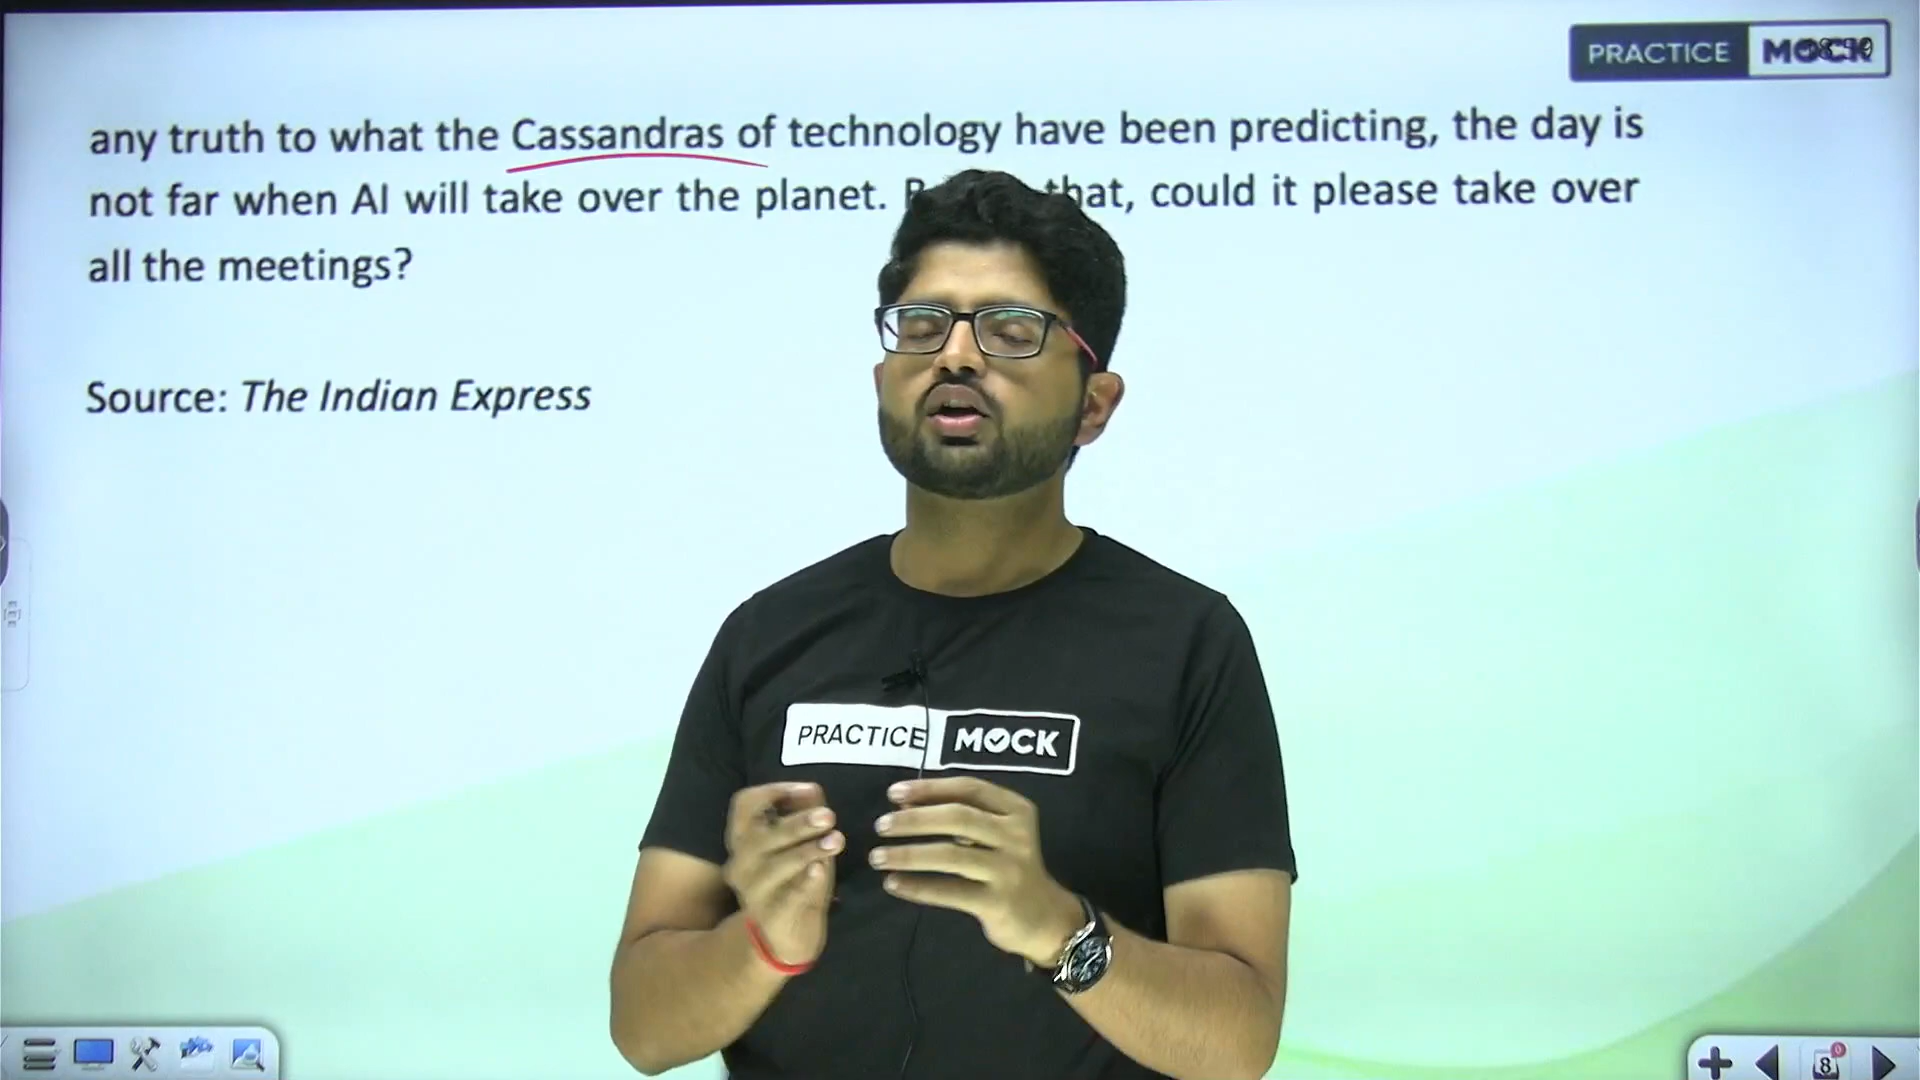 PRACTICE MOCK
any truth to what the Cassandras of technology have been predicting, the day is
not far when AI will take over the planet. that, could it please take over
all the meetings?
Source: The Indian Express
PRACTICE MOCK
8
0